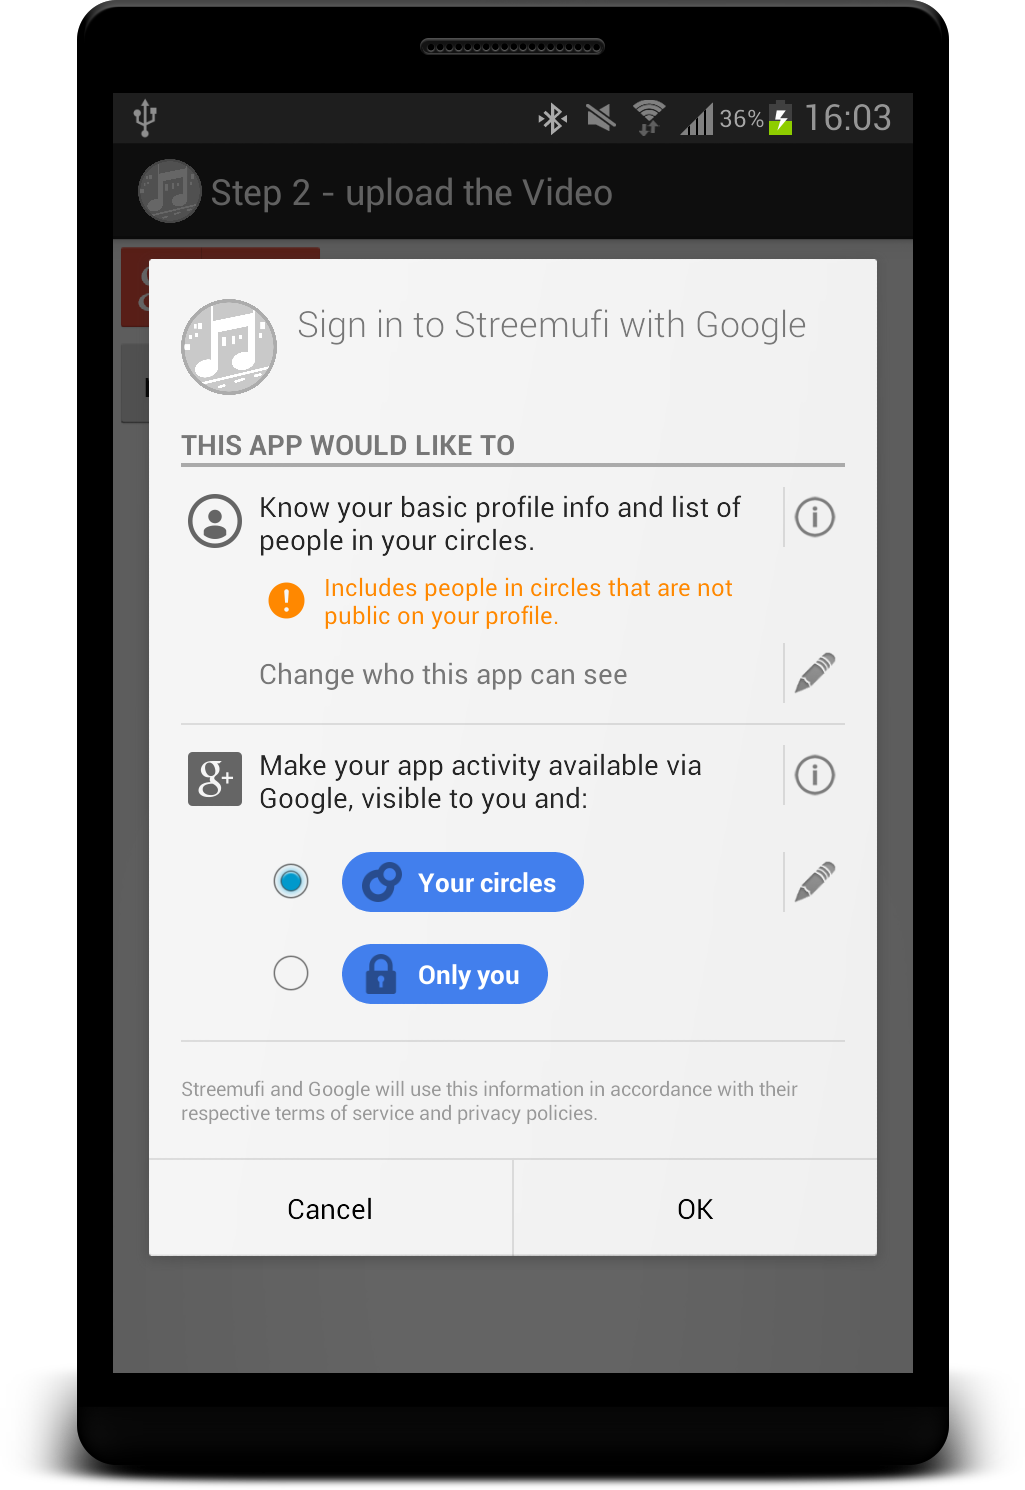 36% 16:03
Step 2 - upload the Video
Sign in to Streemufi with Google
THIS APP WOULD LIKE TO
Know your basic profile info and list of
people in your circles.
Includes people in circles that are not
public on your profile.
Change who this app can see
g+ Make your app activity available via
Google, visible to you and:
Your circles
Only you
Streemufi and Google will use this information in accordance with their
respective terms of service and privacy policies.
Cancel OK